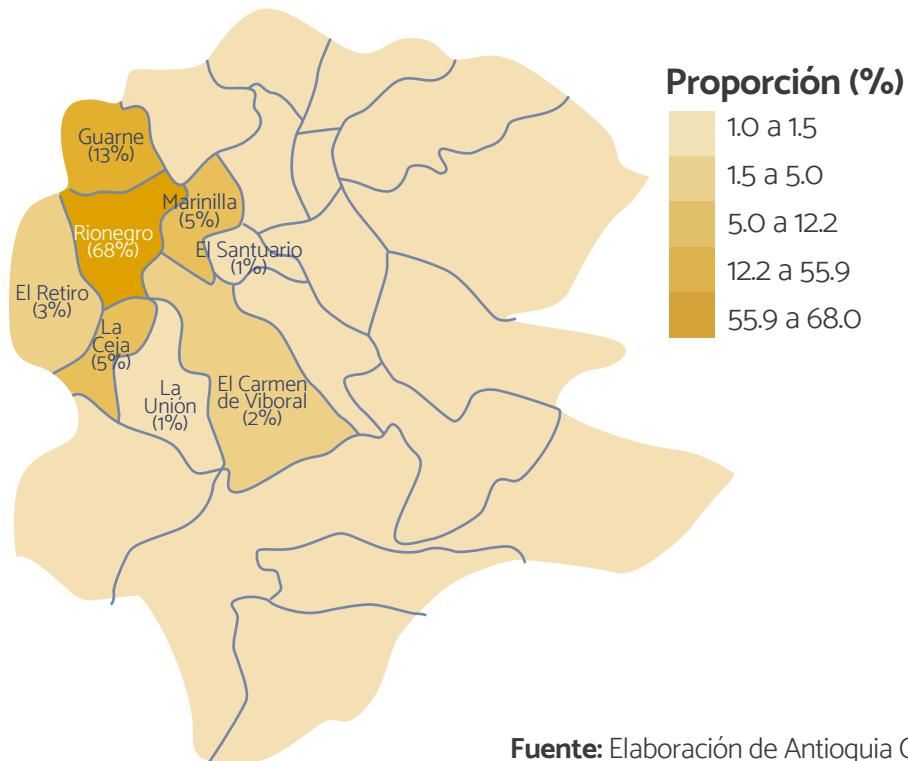 Proporción (%)
1.0 a 1.5
1.5 a 5.0
5.0 a 12.2
12.2 a 55.9
55.9 a 68.0
Guarne
(13%)
Marinilla
(5%)
Rionegro
(68%)
El Santuario
(1%)
El Retiro
(3%)
La
Ceja
(5%)
La
Unión
(1%)
El Carmen
de Viboral
(2%)
Fuente: Elaboración de Antioquia